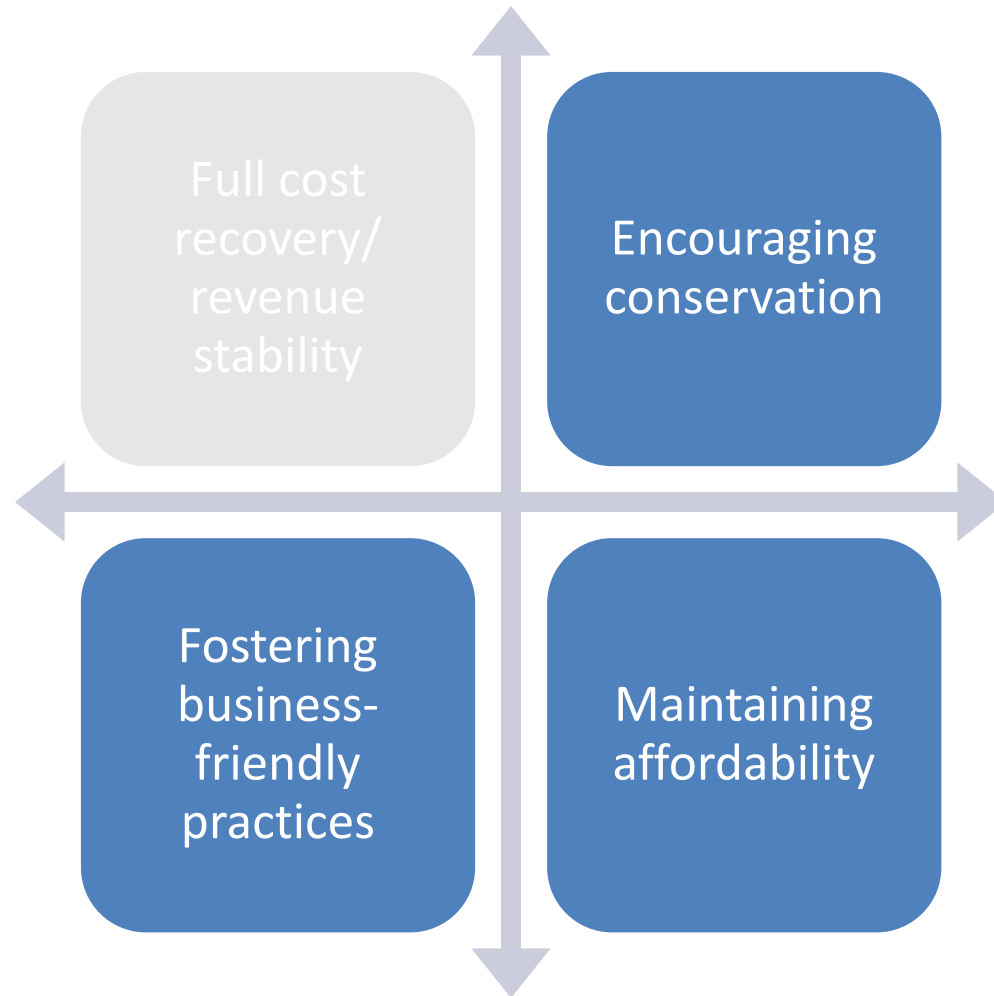 Full cost
recovery/
revenue
stability
Encouraging
conservation
Fostering
business-
friendly
practices
Maintaining
affordability